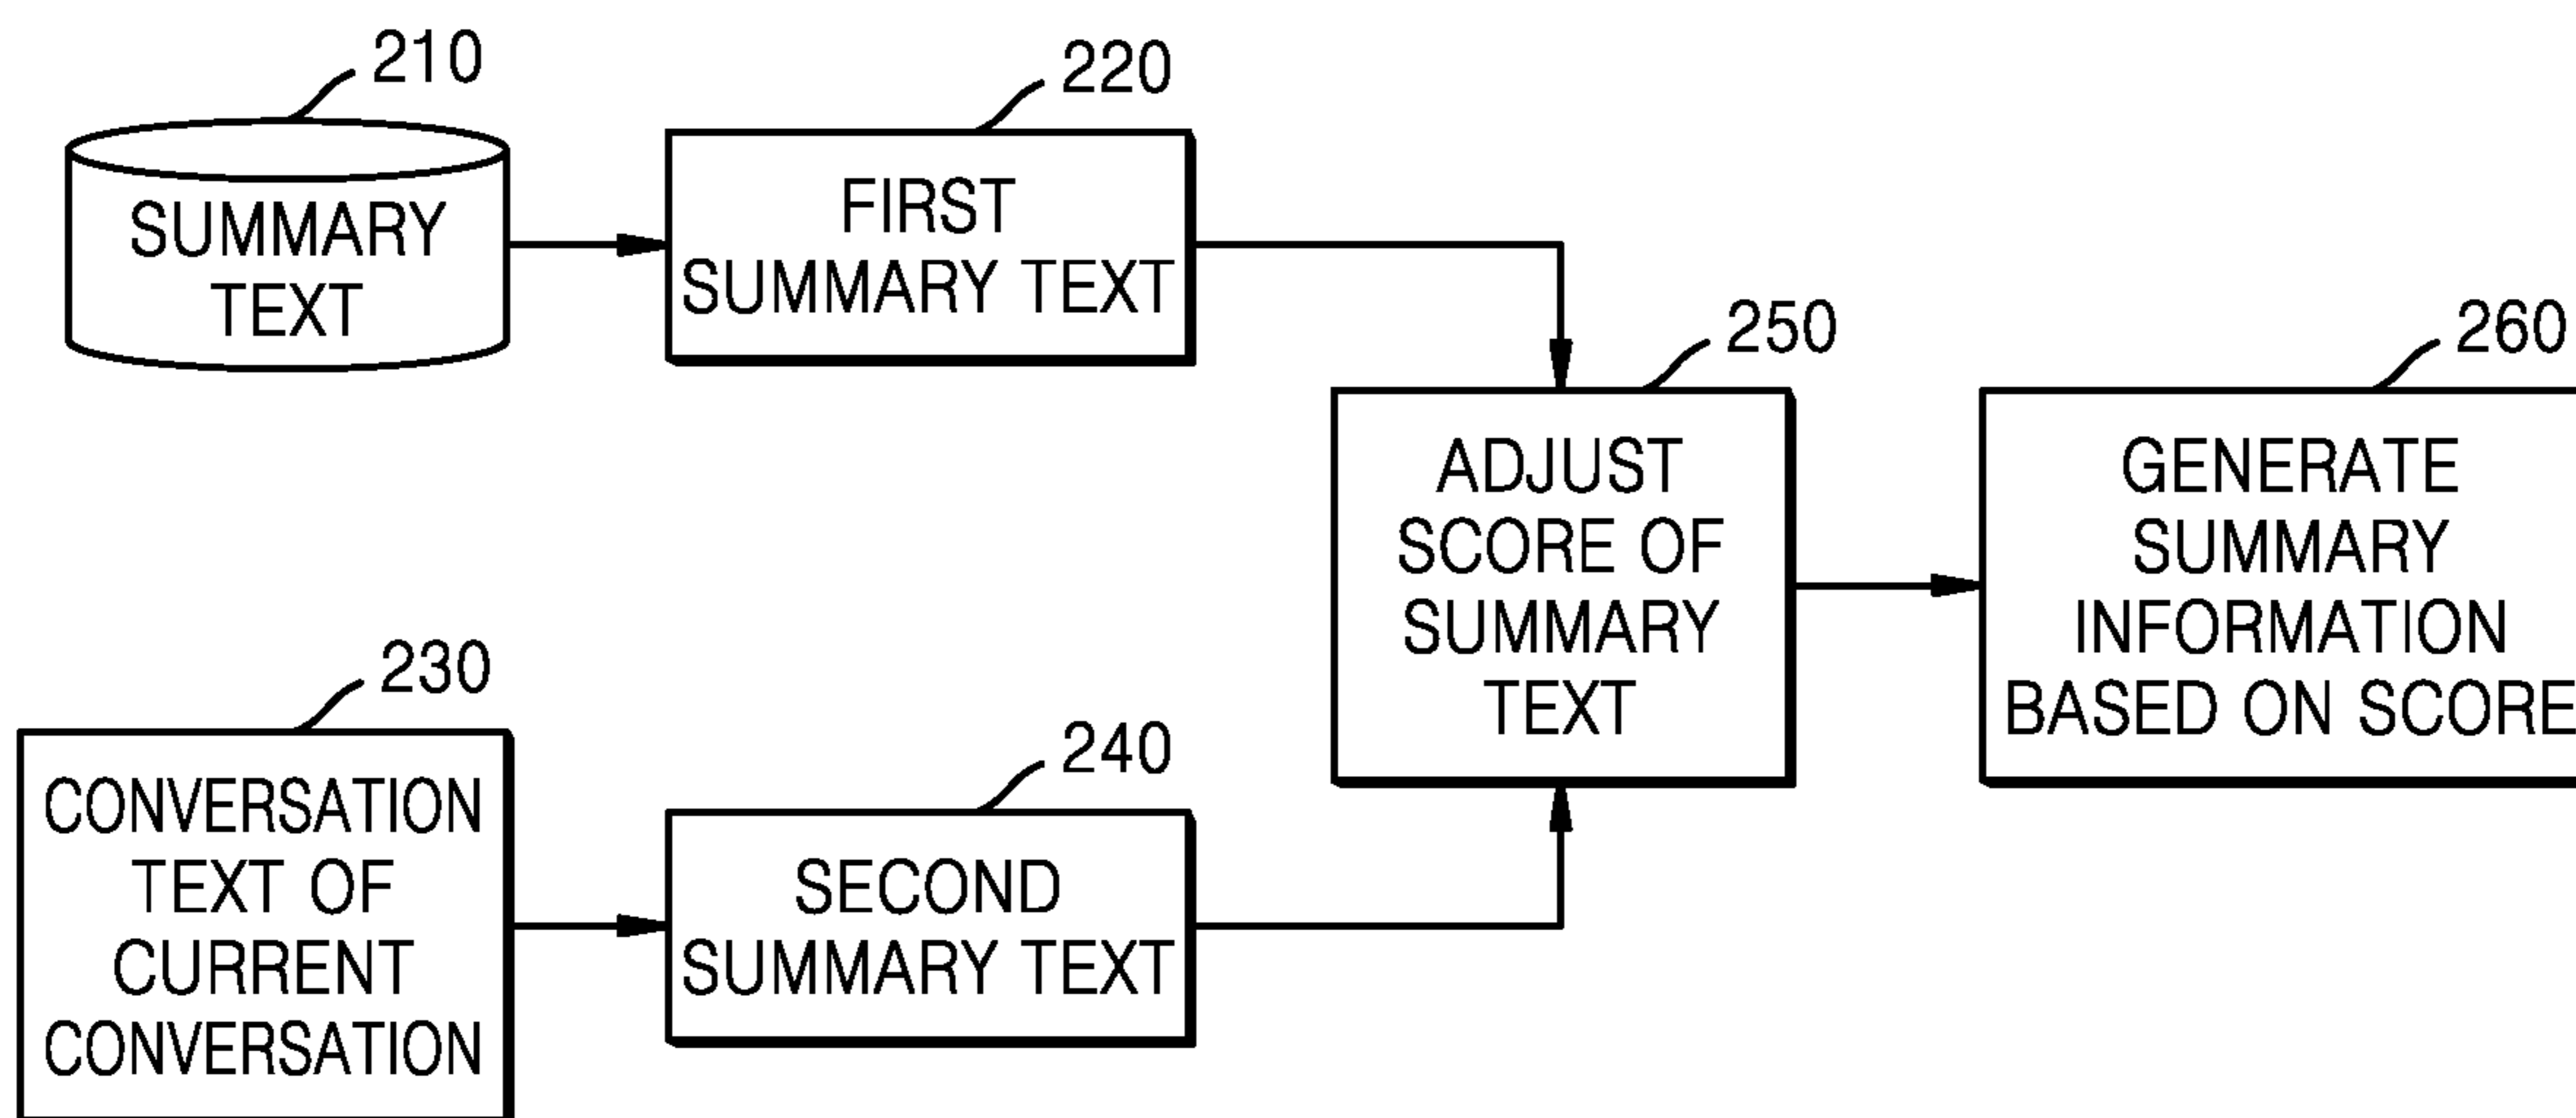 210
SUMMARY
TEXT
220
FIRST
SUMMARY TEXT
230
CONVERSATION
TEXT OF
CURRENT
CONVERSATION
240
SECOND
SUMMARY TEXT
250
ADJUST
SCORE OF
SUMMARY
TEXT
260
GENERATE
SUMMARY
INFORMATION
BASED ON SCORE